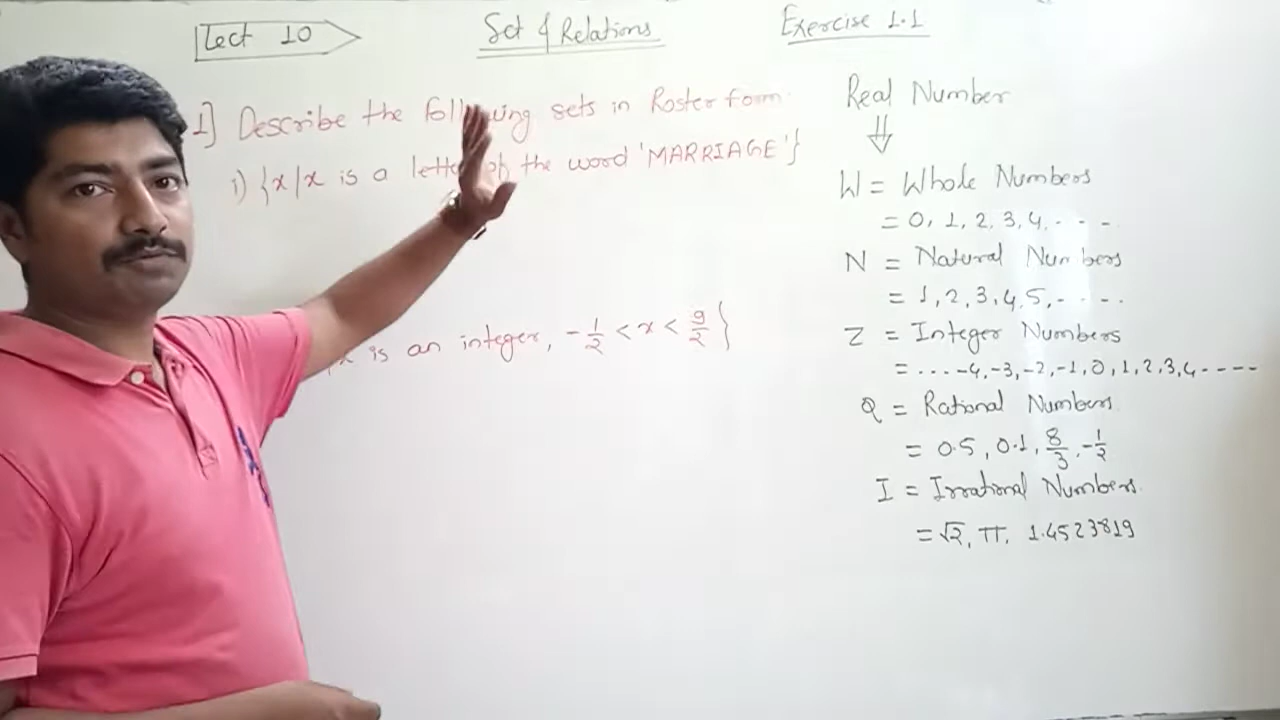 Lect 10
Set & Relations
Exercise 1.1
1] Describe the following sets in Roster form
i) {x/x is a letter of the word 'MARRIAGE'}
x is an integer, -1/2 < x < 9/2 }
Real Number
⇓
W = Whole Numbers
= 0, 1, 2, 3, 4, - - -
N = Natural Numbers
= 1, 2, 3, 4, 5, - - - -
Z = Integer Numbers
= .... -4, -3, -2, -1, 0, 1, 2, 3, 4 - - - -
Q = Rational Numbers
= 0.5, 0.1, 8/3, -1/2
I = Irrational Numbers
= √2, π, 1.4523819